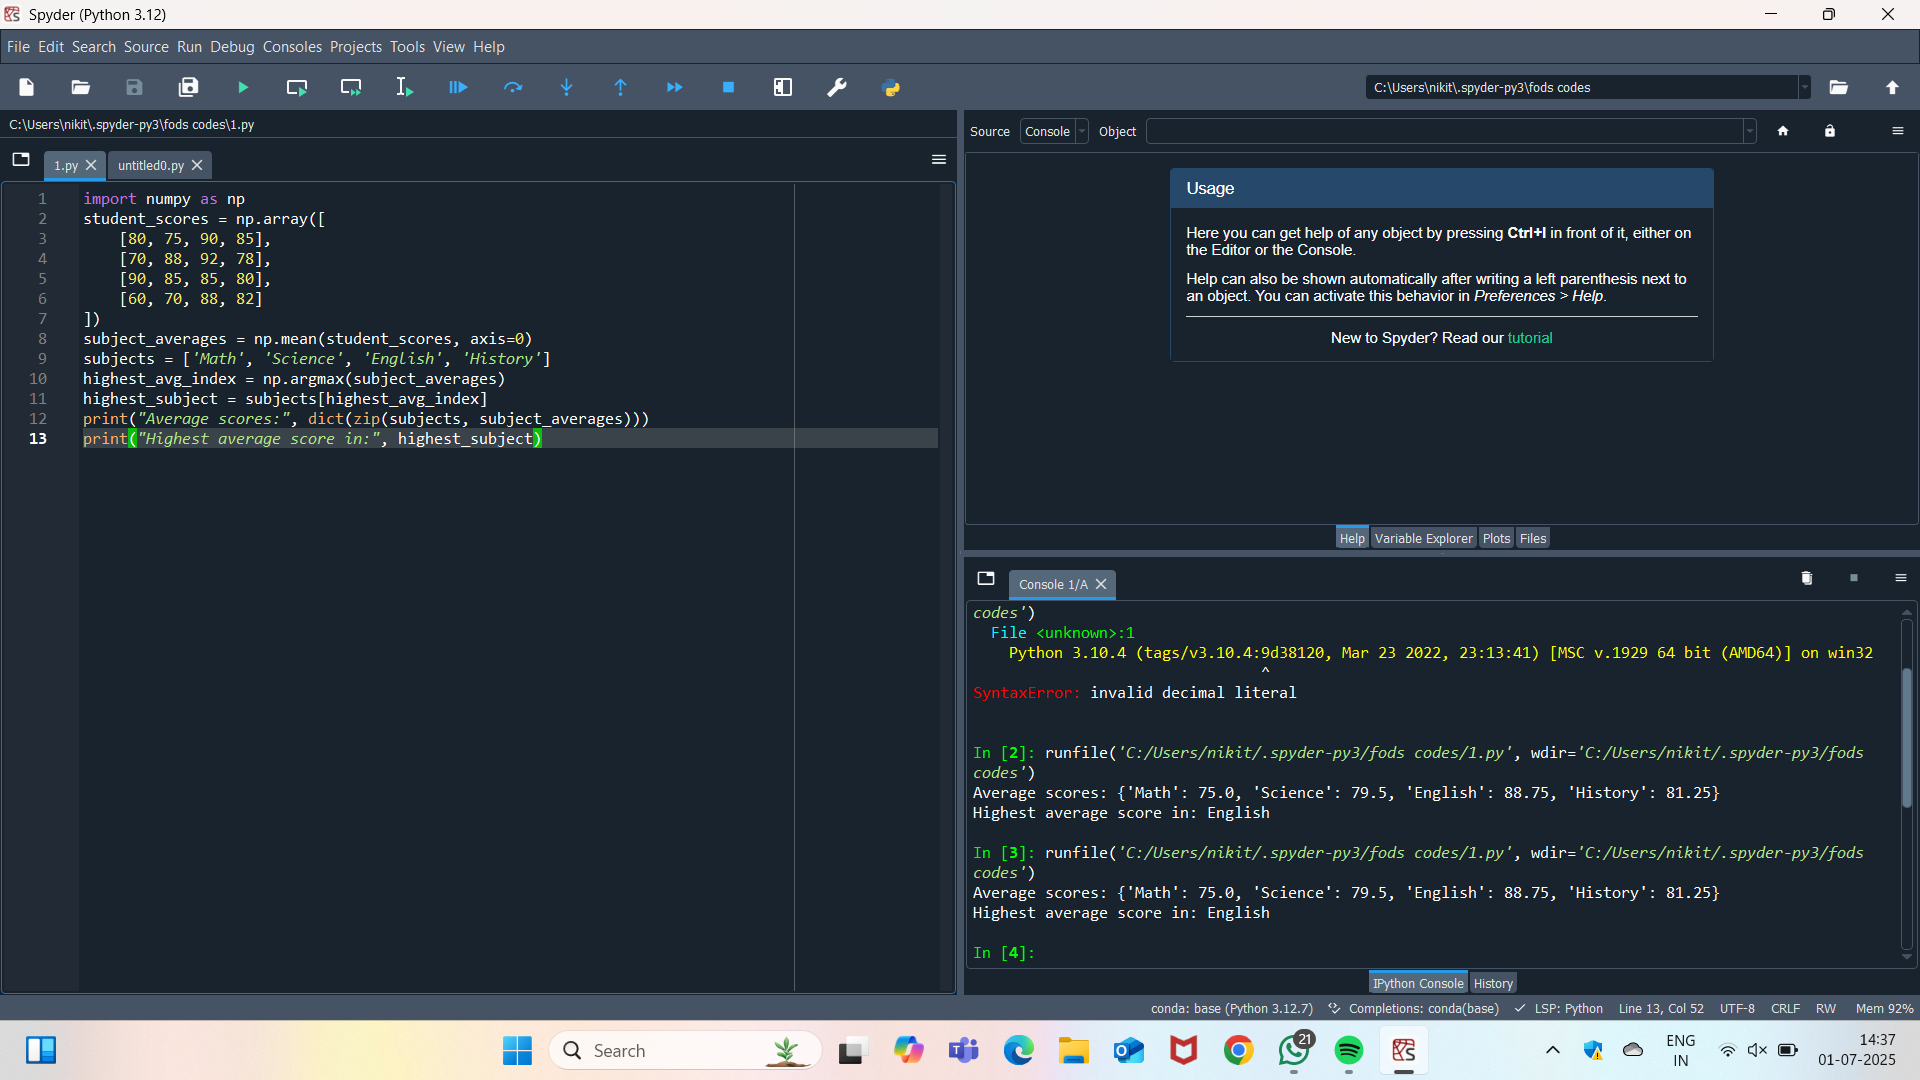 Spyder (Python 3.12)
File Edit Search Source Run Debug Consoles Projects Tools View Help
C:\Users\nikit\.spyder-py3\fods codes
C:\Users\nikit\.spyder-py3\fods codes\1.py
1.py
untitled0.py
1 import numpy as np
2 student_scores = np.array([
3     [80, 75, 90, 85],
4     [70, 88, 92, 78],
5     [90, 85, 85, 80],
6     [60, 70, 88, 82]
7 ])
8 subject_averages = np.mean(student_scores, axis=0)
9 subjects = ['Math', 'Science', 'English', 'History']
10 highest_avg_index = np.argmax(subject_averages)
11 highest_subject = subjects[highest_avg_index]
12 print("Average scores:", dict(zip(subjects, subject_averages)))
13 print("Highest average score in:", highest_subject)
Source Console Object
Usage
Here you can get help of any object by pressing Ctrl+I in front of it, either on
the Editor or the Console.
Help can also be shown automatically after writing a left parenthesis next to
an object. You can activate this behavior in Preferences > Help.
New to Spyder? Read our tutorial
Help Variable Explorer Plots Files
Console 1/A
codes')
  File <unknown>:1
    Python 3.10.4 (tags/v3.10.4:9d38120, Mar 23 2022, 23:13:41) [MSC v.1929 64 bit (AMD64)] on win32
                                ^
SyntaxError: invalid decimal literal
In [2]: runfile('C:/Users/nikit/.spyder-py3/fods codes/1.py', wdir='C:/Users/nikit/.spyder-py3/fods
codes')
Average scores: {'Math': 75.0, 'Science': 79.5, 'English': 88.75, 'History': 81.25}
Highest average score in: English
In [3]: runfile('C:/Users/nikit/.spyder-py3/fods codes/1.py', wdir='C:/Users/nikit/.spyder-py3/fods
codes')
Average scores: {'Math': 75.0, 'Science': 79.5, 'English': 88.75, 'History': 81.25}
Highest average score in: English
In [4]:
IPython Console History
conda: base (Python 3.12.7) Completions: conda(base) LSP: Python Line 13, Col 52 UTF-8 CRLF RW Mem 92%
Search
21
ENG
IN
14:37
01-07-2025